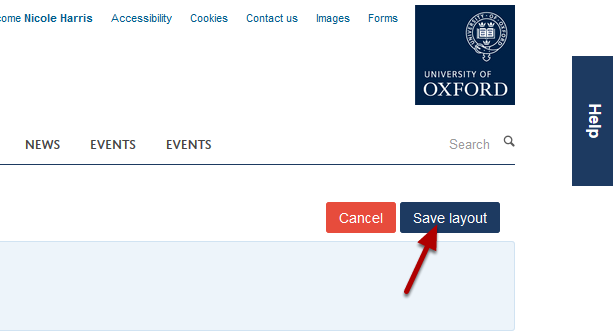 come Nicole Harris Accessibility Cookies Contact us Images Forms
UNIVERSITY OF
OXFORD
Help
NEWS EVENTS EVENTS Search
Cancel Save layout